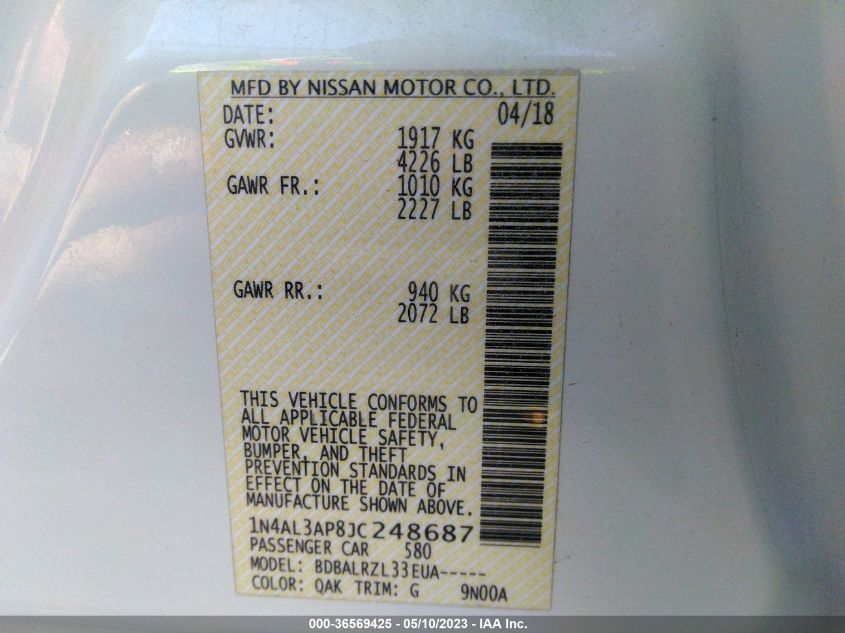 MFD BY NISSAN MOTOR CO., LTD.
DATE: 04/18
GVWR: 1917 KG
4226 LB
GAWR FR.: 1010 KG
2227 LB
GAWR RR.: 940 KG
2072 LB
THIS VEHICLE CONFORMS TO
ALL APPLICABLE FEDERAL
MOTOR VEHICLE SAFETY,
BUMPER, AND THEFT
PREVENTION STANDARDS IN
EFFECT ON THE DATE OF
MANUFACTURE SHOWN ABOVE.
1N4AL3AP8JC248687
PASSENGER CAR 580
MODEL: BDBALRZL33EUA-----
COLOR: QAK TRIM: G 9N00A
000-36569425 - 05/10/2023 - IAA Inc.